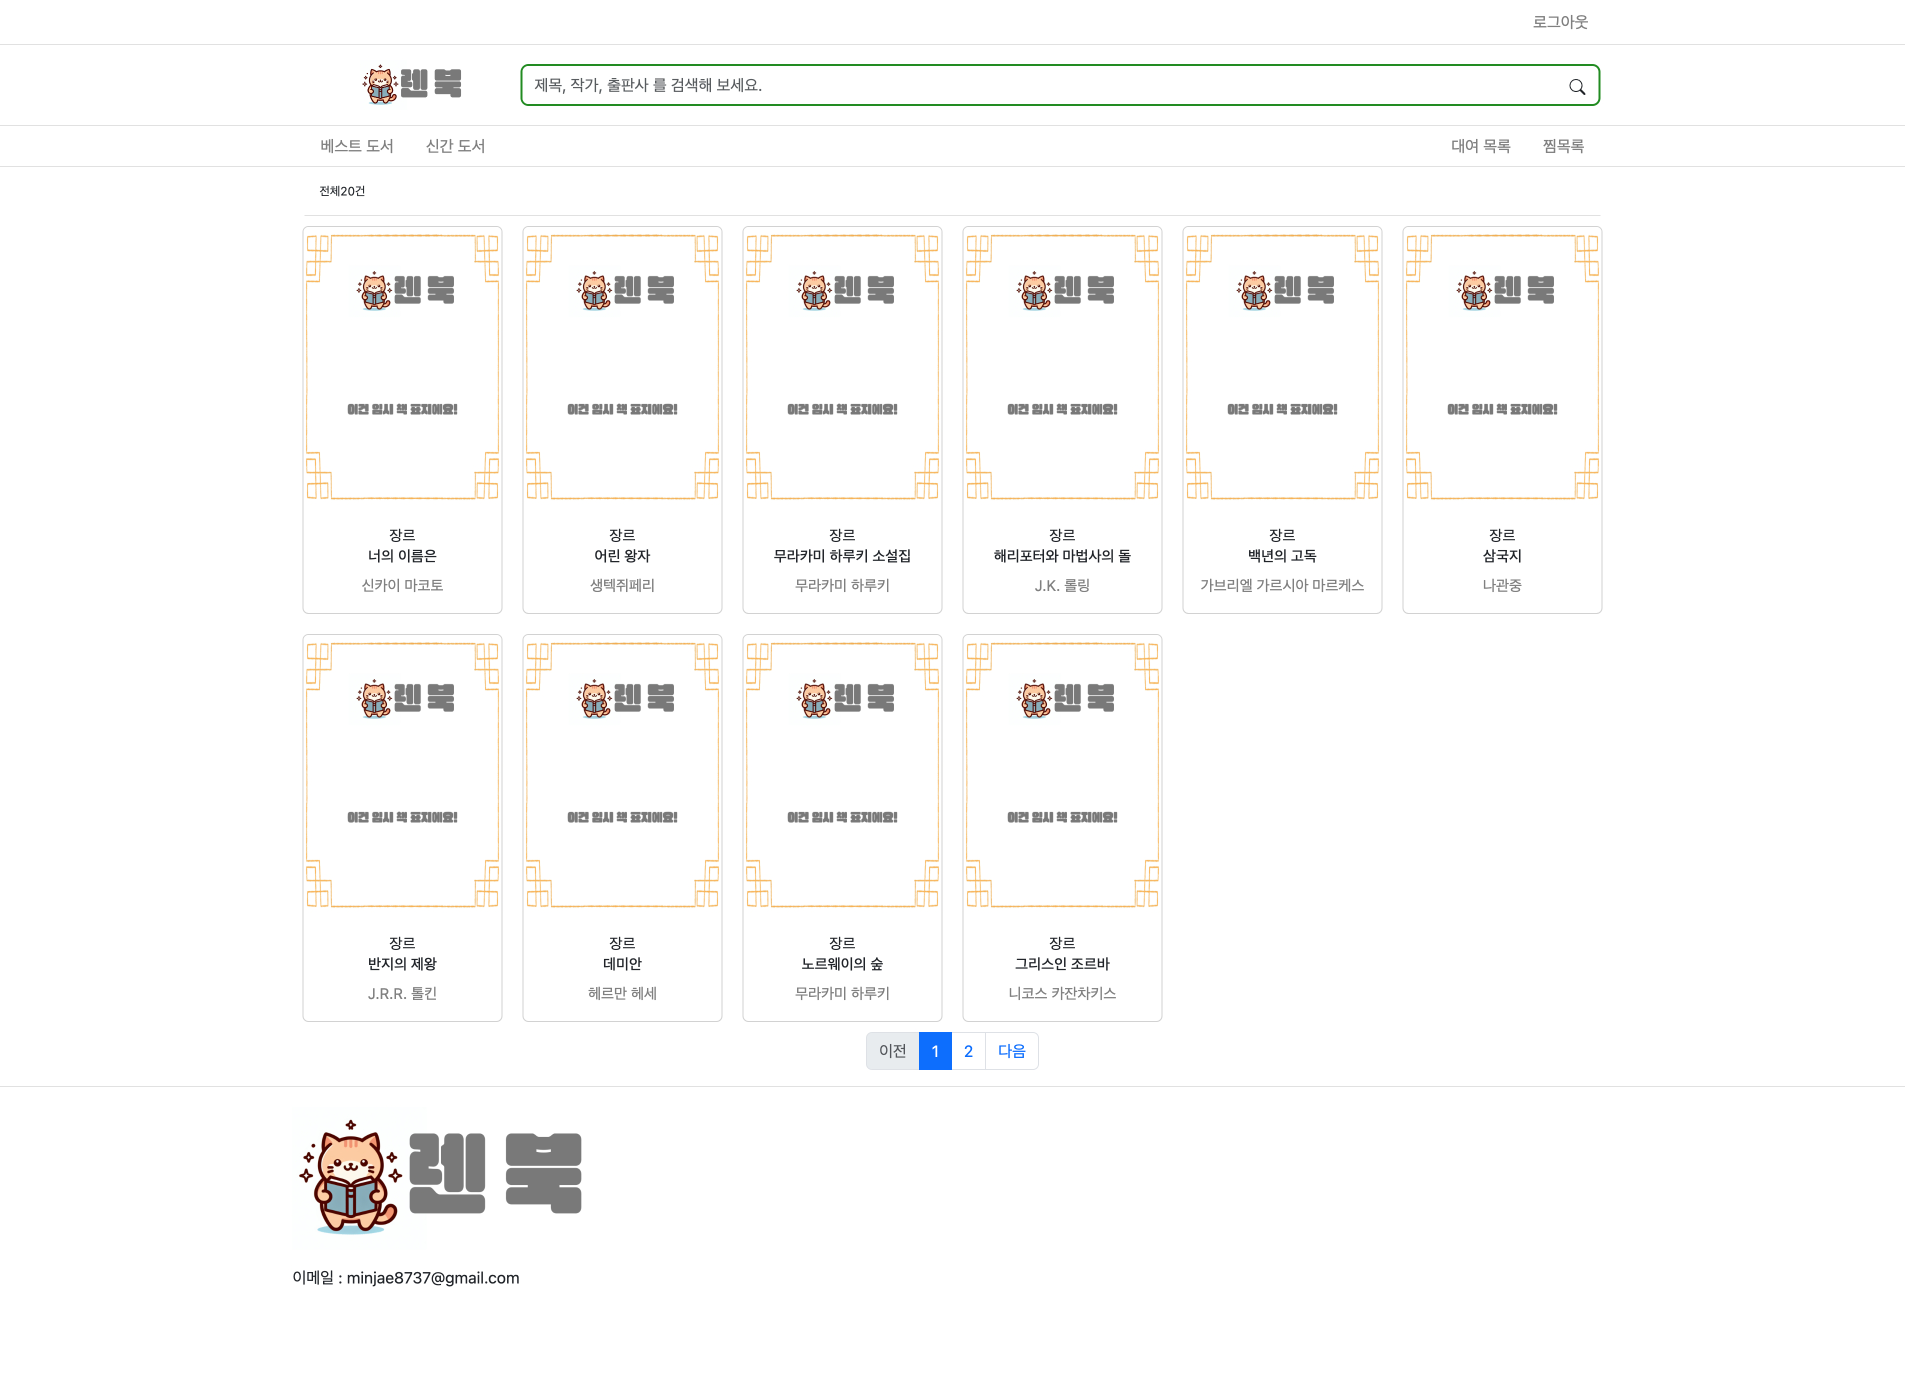 로그아웃
렌 북
제목, 작가, 출판사 를 검색해 보세요.
베스트 도서 신간 도서 대여 목록 찜목록
전체20건
렌 북 렌 북 렌 북 렌 북 렌 북 렌 북
이건 임시 책 표지에요! 이건 임시 책 표지에요! 이건 임시 책 표지에요! 이건 임시 책 표지에요! 이건 임시 책 표지에요! 이건 임시 책 표지에요!
장르 장르 장르 장르 장르 장르
너의 이름은 어린 왕자 무라카미 하루키 소설집 해리포터와 마법사의 돌 백년의 고독 삼국지
신카이 마코토 생텍쥐페리 무라카미 하루키 J.K. 롤링 가브리엘 가르시아 마르케스 나관중
렌 북 렌 북 렌 북 렌 북
이건 임시 책 표지에요! 이건 임시 책 표지에요! 이건 임시 책 표지에요! 이건 임시 책 표지에요!
장르 장르 장르 장르
반지의 제왕 데미안 노르웨이의 숲 그리스인 조르바
J.R.R. 톨킨 헤르만 헤세 무라카미 하루키 니코스 카잔차키스
이전 1 2 다음
렌 북
이메일 : minjae8737@gmail.com